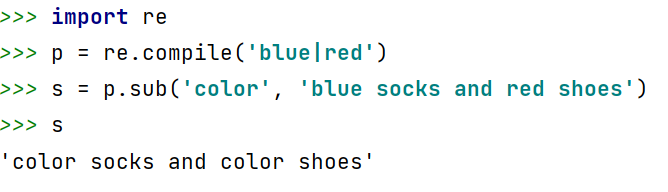 >>> import re
>>> p = re.compile('blue|red')
>>> s = p.sub('color', 'blue socks and red shoes')
>>> s
'color socks and color shoes'